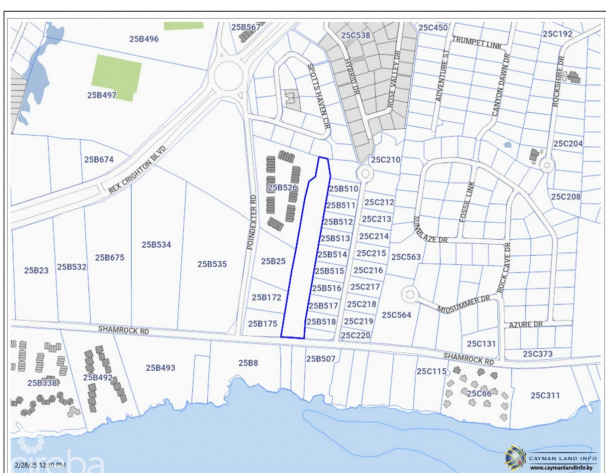 25B567
25C538
25C450
25C192
25B496
TRUMPET LINK
HYBRID DR
ROSE VALLEY DR
ADVENTURE ST
CANYON DAWN DR
ROCKSHIRE DR
SPOTTS HAVEN CIR
25B497
25C204
25B674
REX CRIGHTON BLVD
25C210
25B526
25B510
25C208
FOSSIL LINK
25B511
25C212
POINDEXTER RD
25B512
25C213
SUNBLAZE DR
25B534
25B513
25C214
ROCK CAVE DR
25B675
25B535
25B25
25B514
25C215
25C563
25B23
25B532
25B515
25C216
25B516
25C217
25B172
25B517
25C218
MIDSUMMER DR
25B175
25B518
25C219
25C564
AZURE DR
SHAMROCK RD
25C220
25C131
25B8
25B507
SHAMROCK RD
25C373
25B493
25C115
25B338
25B492
25C66
25C311
CAYMAN LAND INFO
www.caymanlandinfo.ky